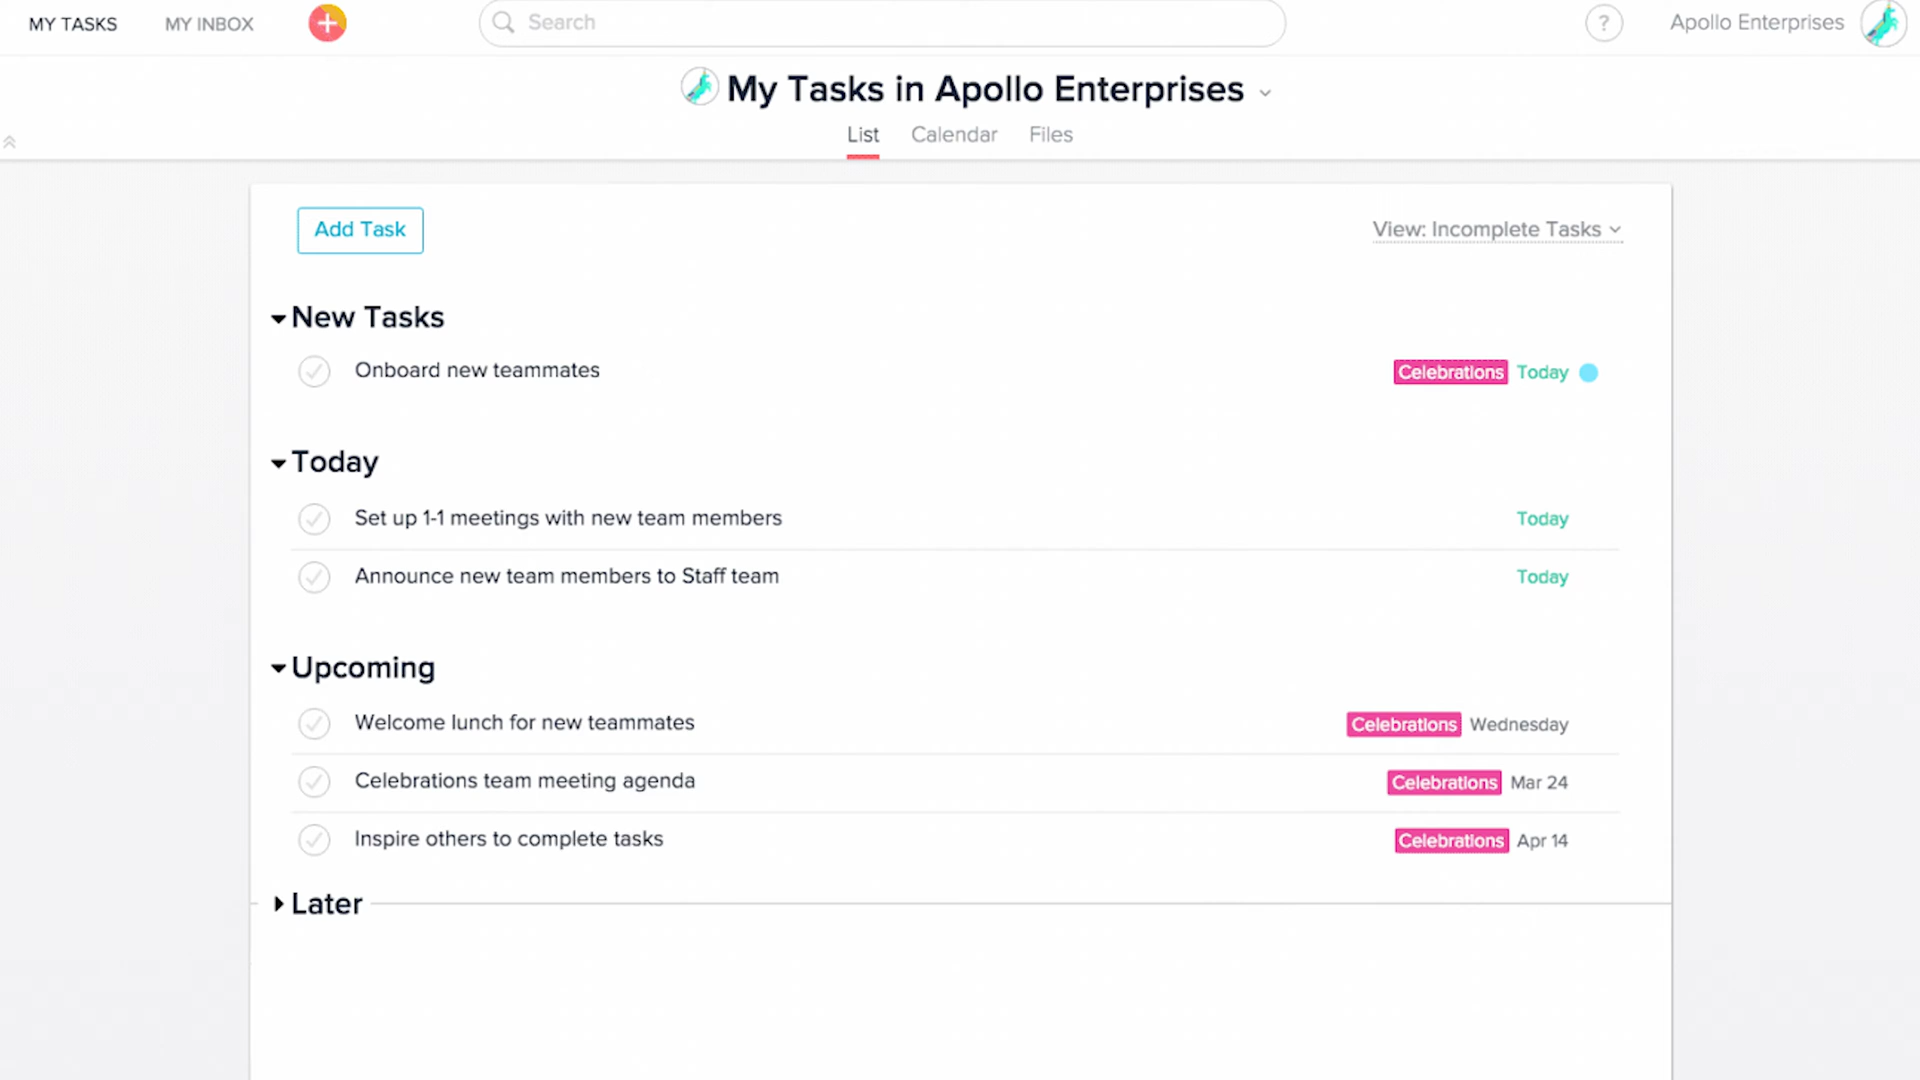 MY TASKS MY INBOX Search ? Apollo Enterprises
My Tasks in Apollo Enterprises
List Calendar Files
Add Task View: Incomplete Tasks
New Tasks
Onboard new teammates Celebrations Today
Today
Set up 1-1 meetings with new team members Today
Announce new team members to Staff team Today
Upcoming
Welcome lunch for new teammates Celebrations Wednesday
Celebrations team meeting agenda Celebrations Mar 24
Inspire others to complete tasks Celebrations Apr 14
Later